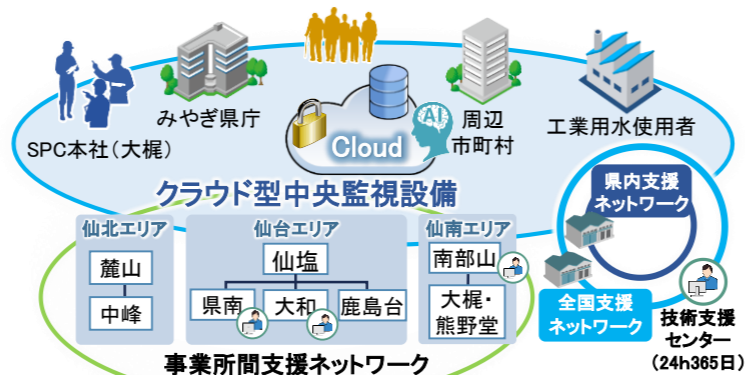 みやぎ県庁
SPC本社(大梶)
Cloud
AI
周辺
市町村
工業用水使用者
クラウド型中央監視設備
仙北エリア
麓山
中峰
仙台エリア
仙塩
県南
大和
鹿島台
仙南エリア
南部山
大梶・
熊野堂
事業所間支援ネットワーク
県内支援
ネットワーク
全国支援
ネットワーク
技術支援
センター
(24h365日)